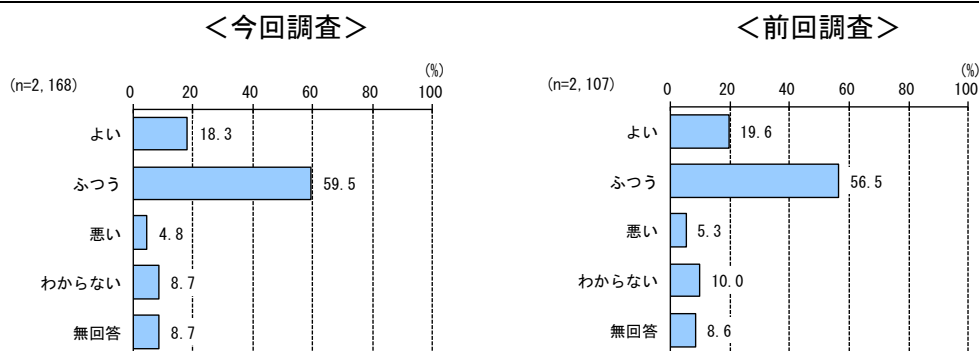 ＜今回調査＞
(n=2,168)
(%)
0 20 40 60 80 100
よい 18.3
ふつう 59.5
悪い 4.8
わからない 8.7
無回答 8.7
＜前回調査＞
(n=2,107)
(%)
0 20 40 60 80 100
よい 19.6
ふつう 56.5
悪い 5.3
わからない 10.0
無回答 8.6